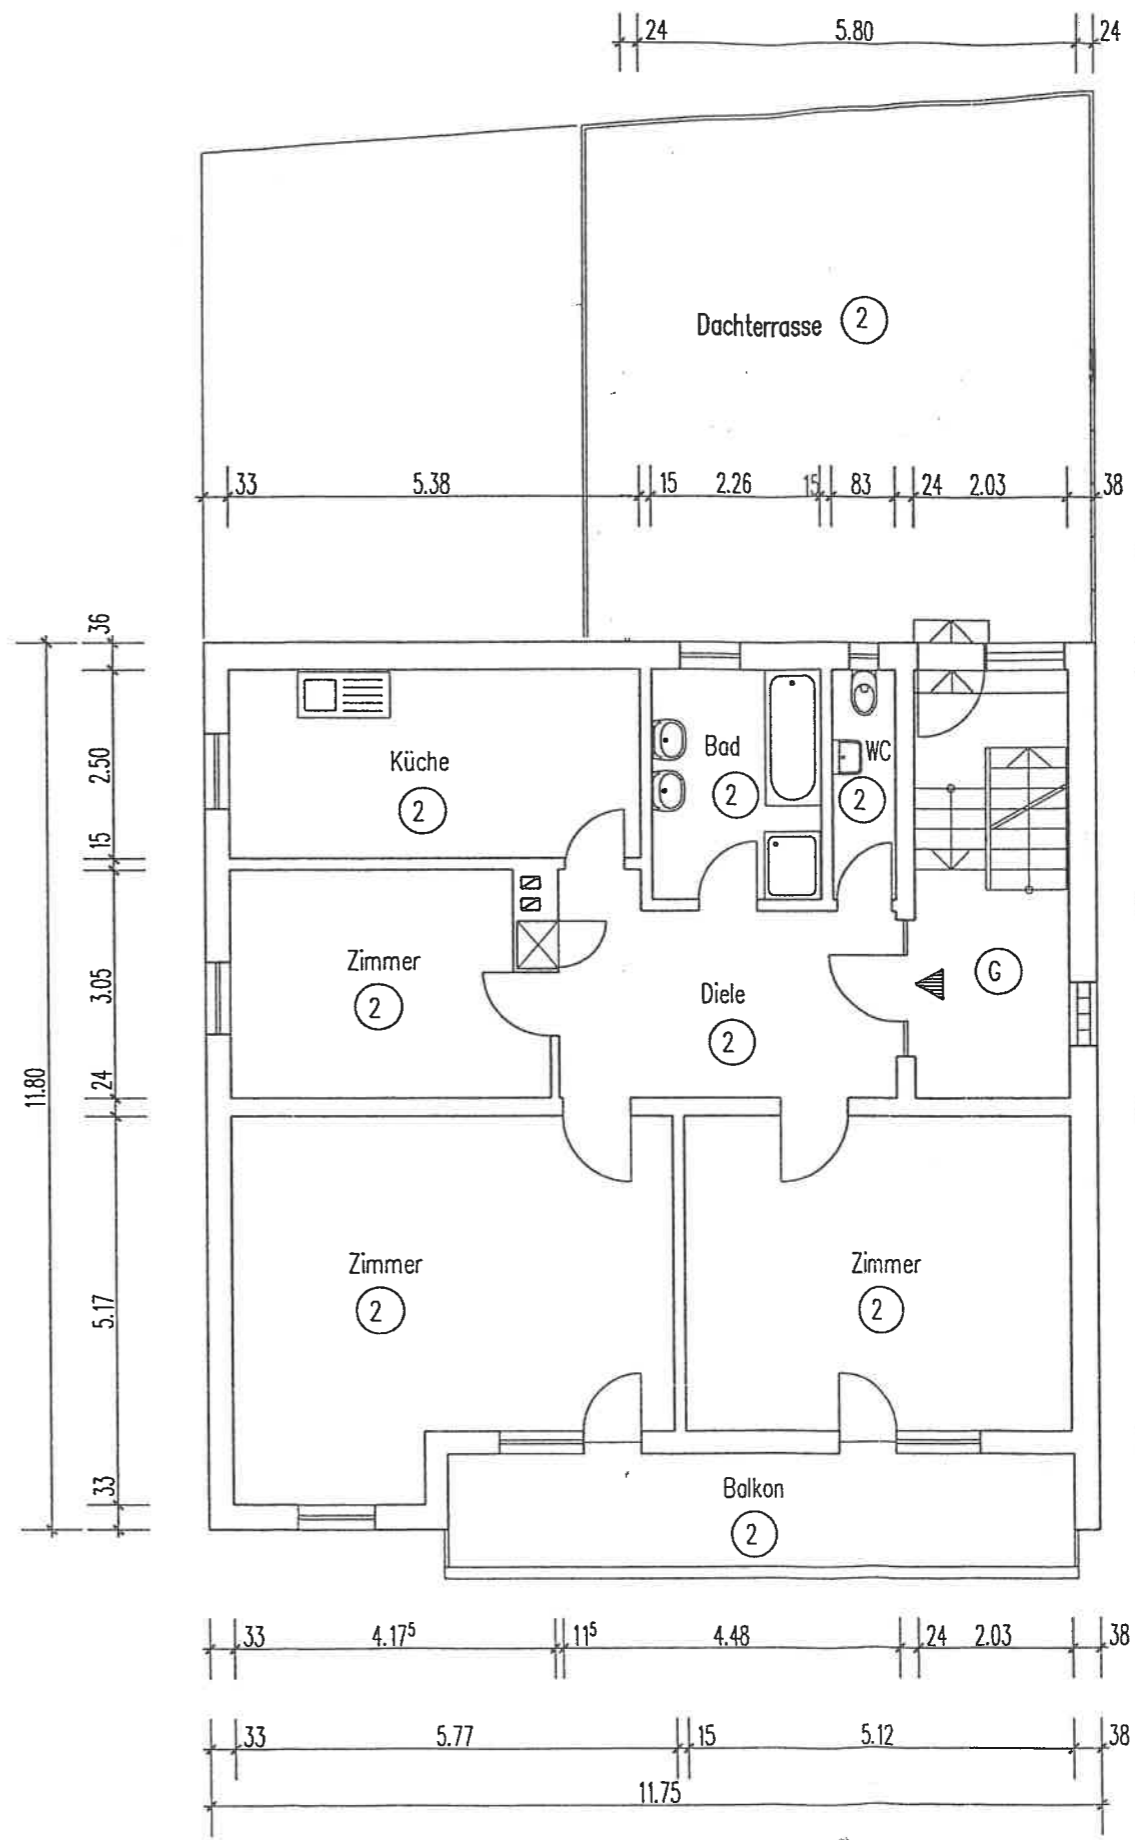 24 5.80 24
Dachterrasse 2
33 5.38 15 2.26 15 83 24 2.03 38
36
2.50
15
3.05
24
5.17
33
11.80
Küche
2
Bad
2
WC
2
Zimmer
2
Diele
2
G
Zimmer
2
Zimmer
2
Balkon
2
33 4.17⁵ 11⁵ 4.48 24 2.03 38
33 5.77 15 5.12 38
11.75